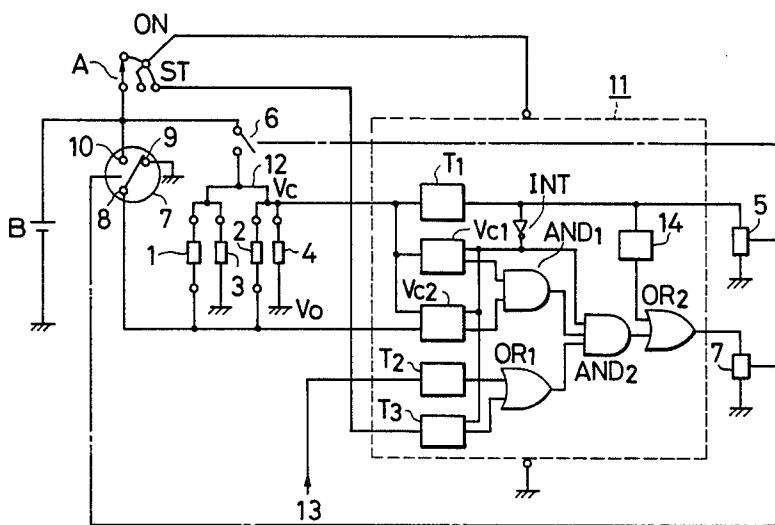 ON
A
ST
11
6
10
9
T1
12
Vc
INT
8
7
Vc1
AND1
5
14
B
1
2
3
4
Vc2
OR2
Vo
OR1
T2
AND2
7
T3
13